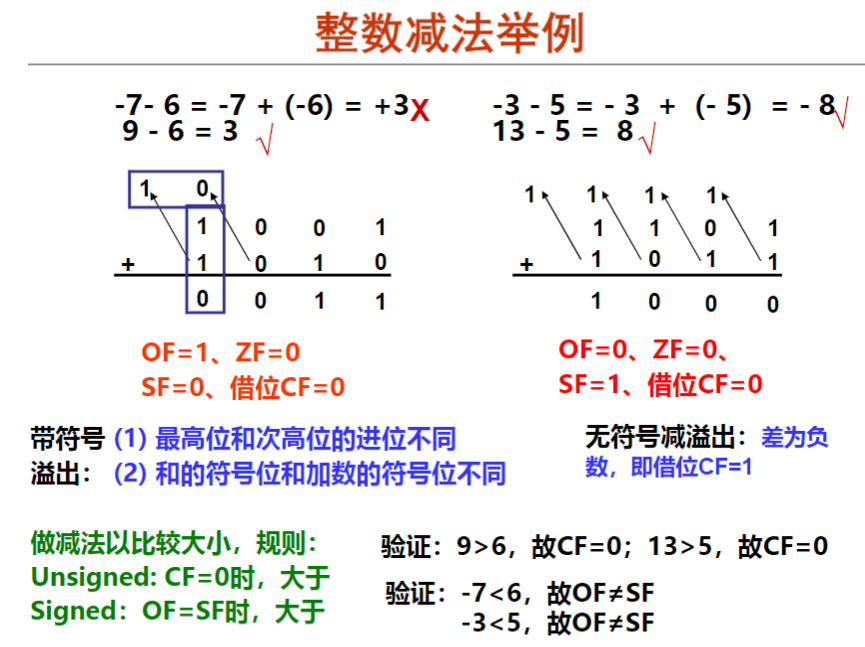 整数减法举例
-7- 6 = -7 + (-6) = +3X
9 - 6 = 3 √
-3 - 5 = - 3 + (- 5) = - 8√
13 - 5 = 8√
1 0
1 0 0 1
+ 1 0 1 0
0 0 1 1
1 1 1 1
1 1 0 1
+ 1 0 1 1
1 0 0 0
OF=1、ZF=0
SF=0、借位CF=0
OF=0、ZF=0、
SF=1、借位CF=0
带符号 (1) 最高位和次高位的进位不同
溢出： (2) 和的符号位和加数的符号位不同
无符号减溢出：差为负
数，即借位CF=1
做减法以比较大小，规则：
Unsigned: CF=0时，大于
Signed：OF=SF时，大于
验证：9>6，故CF=0；13>5，故CF=0
验证：-7<6，故OF≠SF
-3<5，故OF≠SF